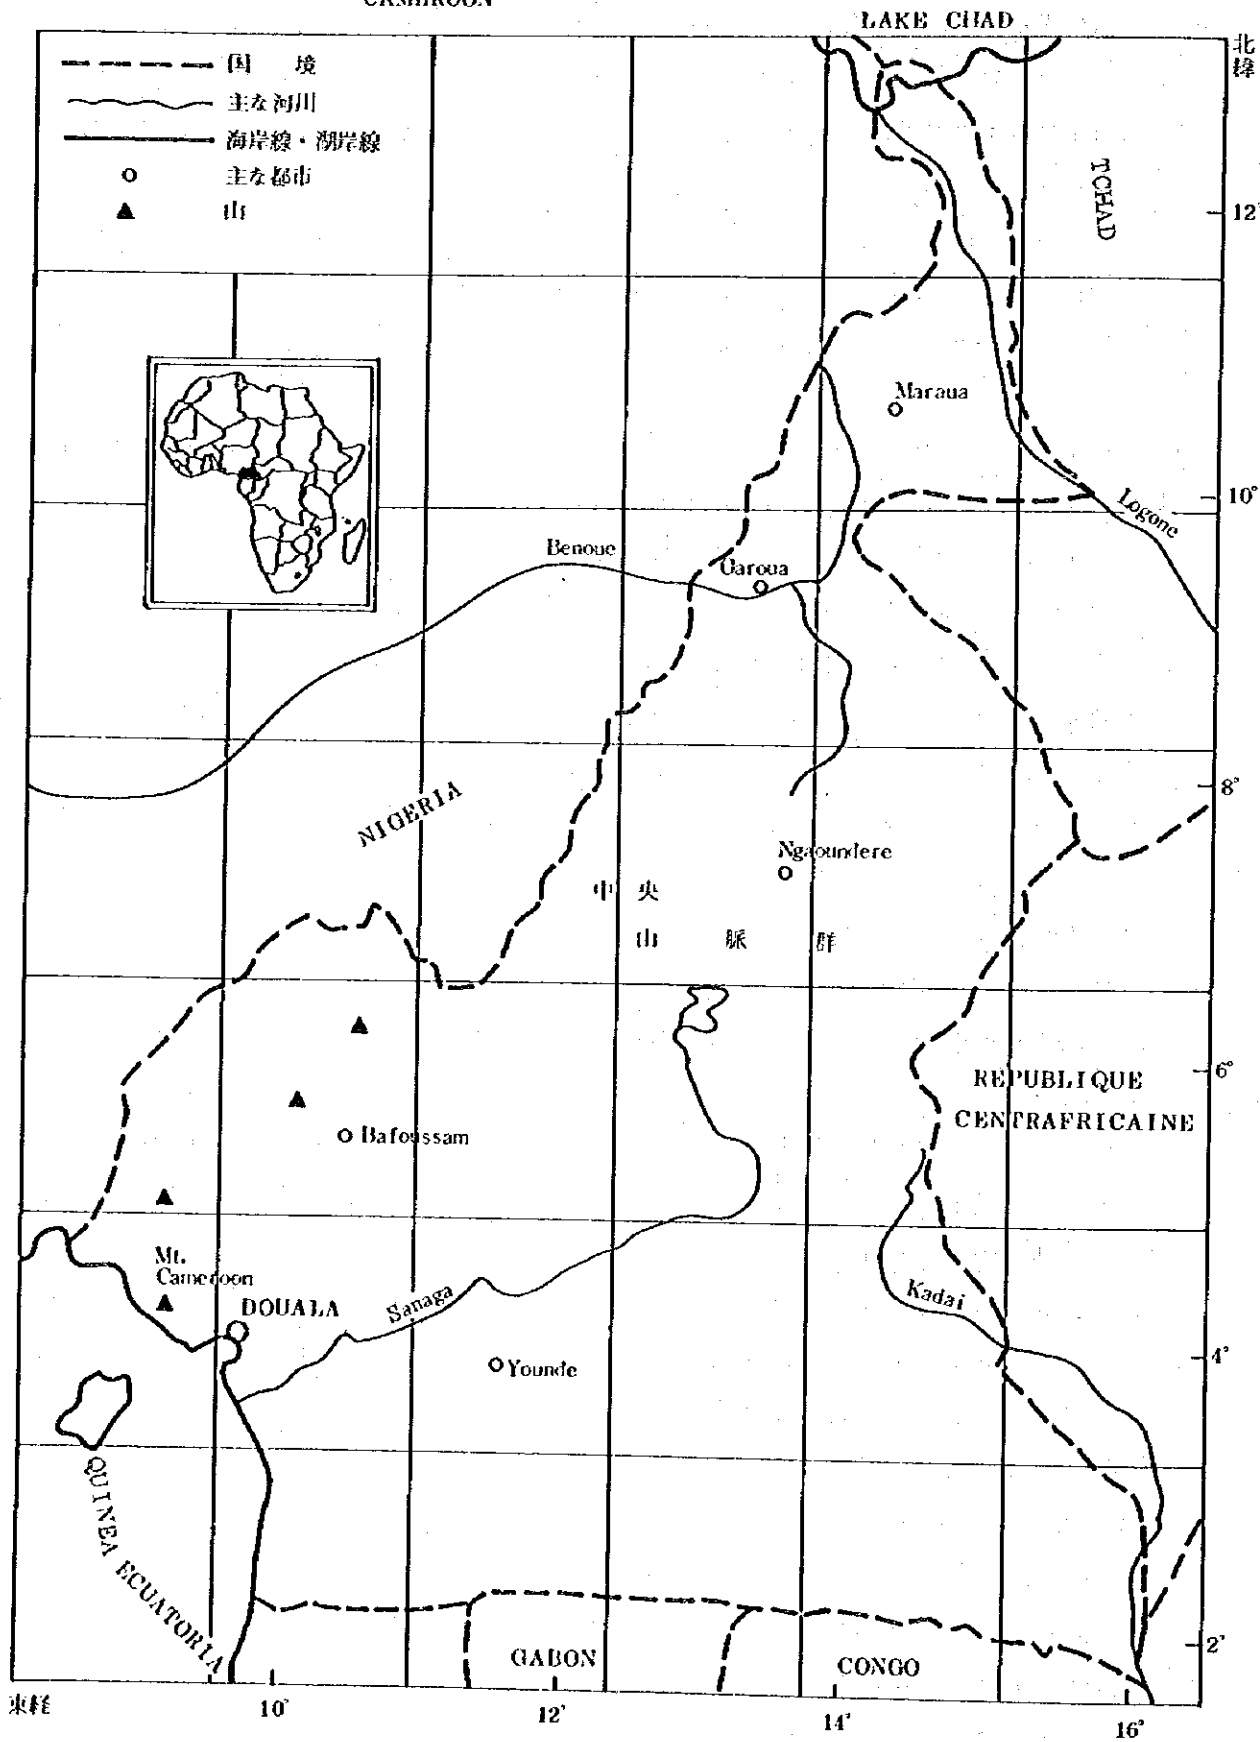 CAMEROON
LAKE CHAD
北緯
国 境
主な河川
海岸線・湖岸線
主な都市
山
TCHAD
12°
Maraua
10°
Logone
Benoue
Garoua
8°
NIGERIA
Ngaoundere
中 央
山 脈 群
6°
REPUBLIQUE
CENTRAFRICAINE
Bafoussam
Mt.
Cameroon
DOUALA
Sanaga
Kadai
4°
Younde
QUINEA ECUATORIA
2°
GABON
CONGO
東経
10°
12°
14°
16°